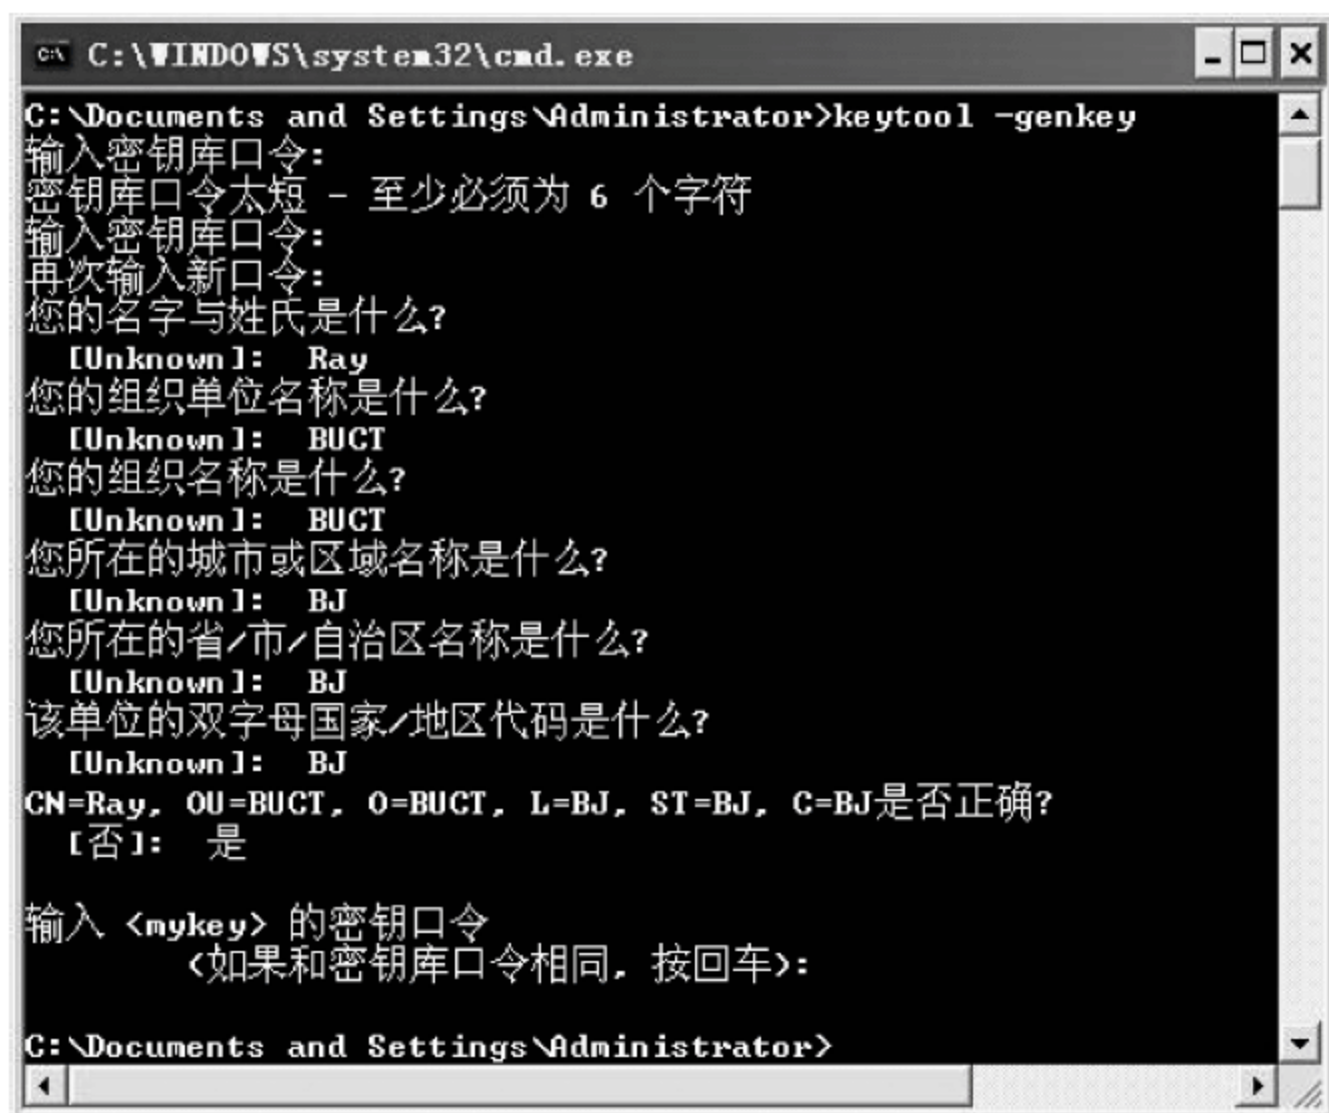 C:\WINDOWS\system32\cmd.exe
C:\Documents and Settings\Administrator>keytool -genkey
输入密钥库口令:
密钥库口令太短 - 至少必须为 6 个字符
输入密钥库口令:
再次输入新口令:
您的名字与姓氏是什么?
[Unknown]:  Ray
您的组织单位名称是什么?
[Unknown]:  BUCT
您的组织名称是什么?
[Unknown]:  BUCT
您所在的城市或区域名称是什么?
[Unknown]:  BJ
您所在的省/市/自治区名称是什么?
[Unknown]:  BJ
该单位的双字母国家/地区代码是什么?
[Unknown]:  BJ
CN=Ray, OU=BUCT, O=BUCT, L=BJ, ST=BJ, C=BJ是否正确?
[否]:  是
输入 <mykey> 的密钥口令
(如果和密钥库口令相同, 按回车):
C:\Documents and Settings\Administrator>